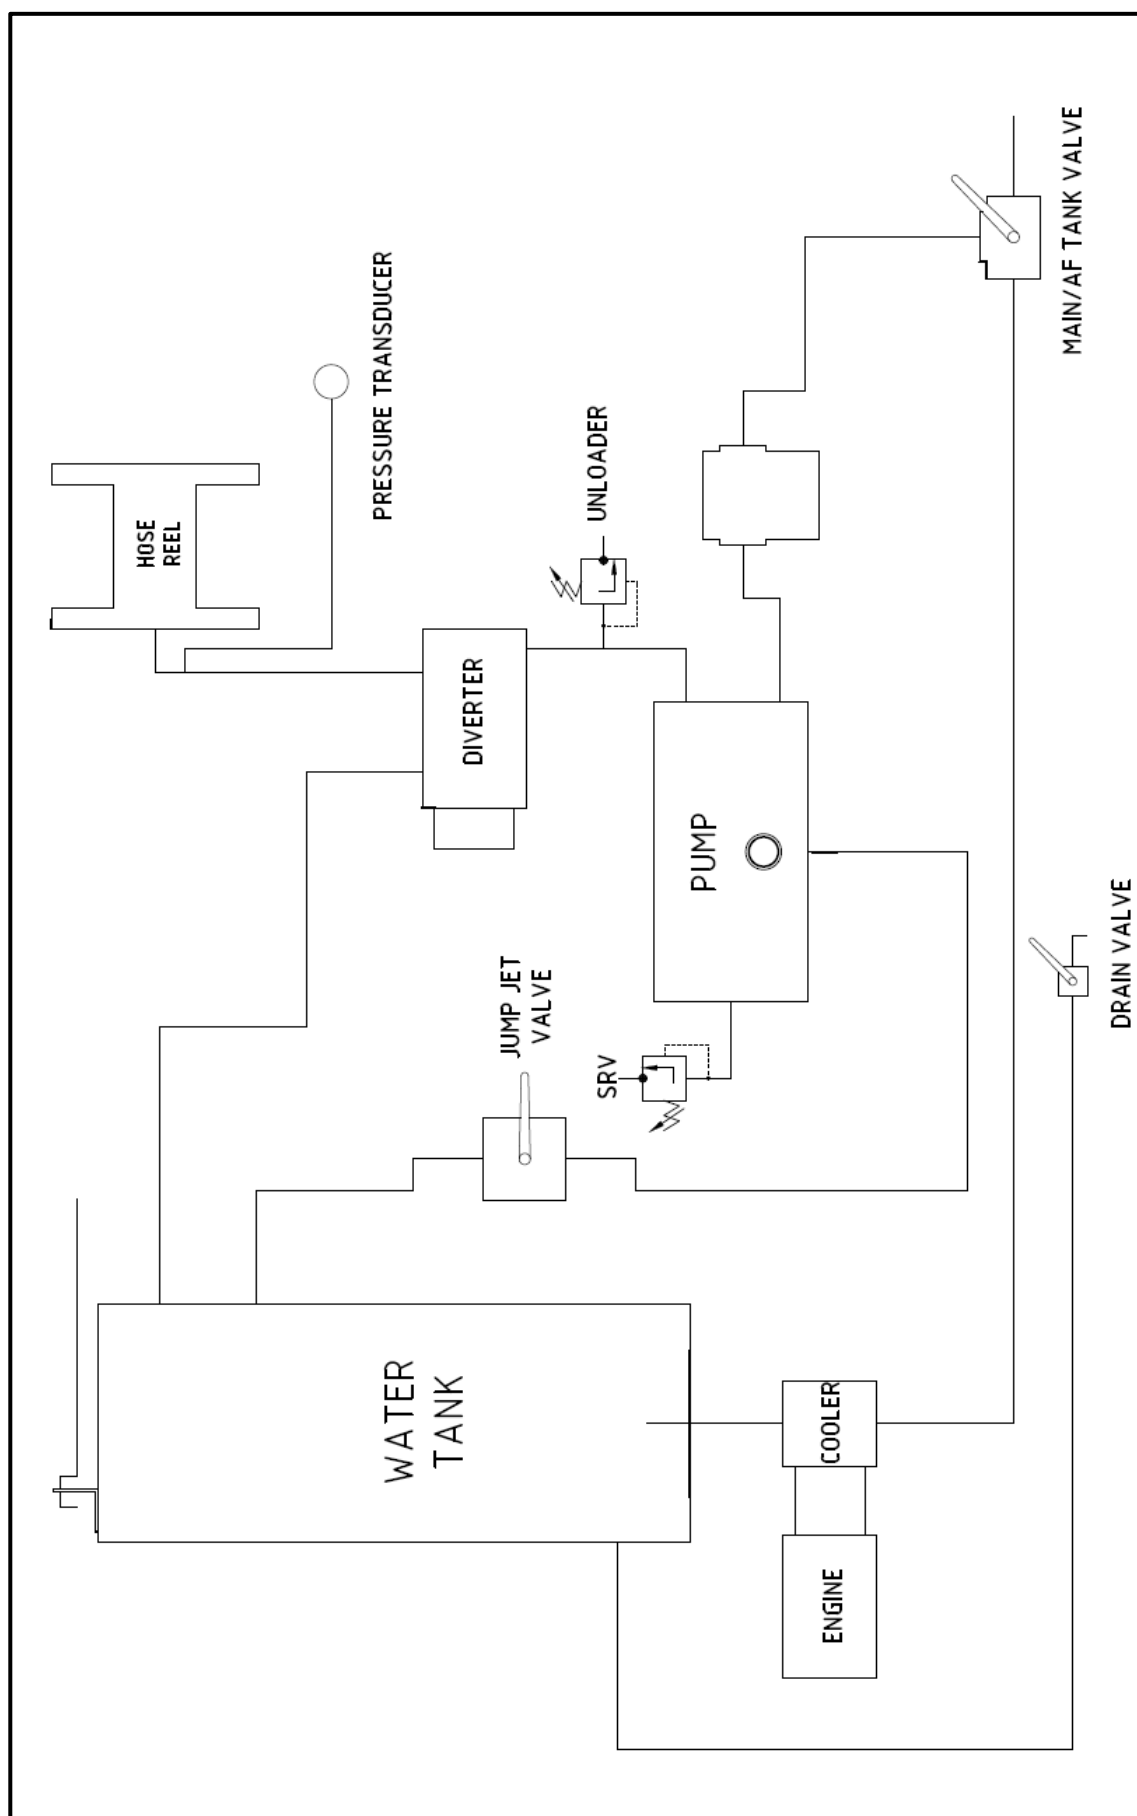 MAIN/AF TANK VALVE
PRESSURE TRANSDUCER
HOSE
REEL
UNLOADER
DIVERTER
PUMP
DRAIN VALVE
JUMP JET
VALVE
SRV
WATER
TANK
COOLER
ENGINE